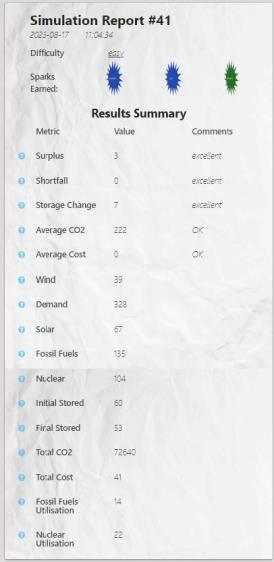 Simulation Report #41
2023-08-17 11:04:34
Difficulty easy
Sparks
Earned:
Results Summary
Metric Value Comments
Surplus 3 excellent
Shortfall 0 excellent
Storage Change 7 excellent
Average CO2 222 OK
Average Cost 0 OK
Wind 39
Demand 328
Solar 67
Fossil Fuels 135
Nuclear 104
Initial Stored 60
Final Stored 53
Total CO2 72640
Total Cost 41
Fossil Fuels 14
Utilisation
Nuclear 22
Utilisation